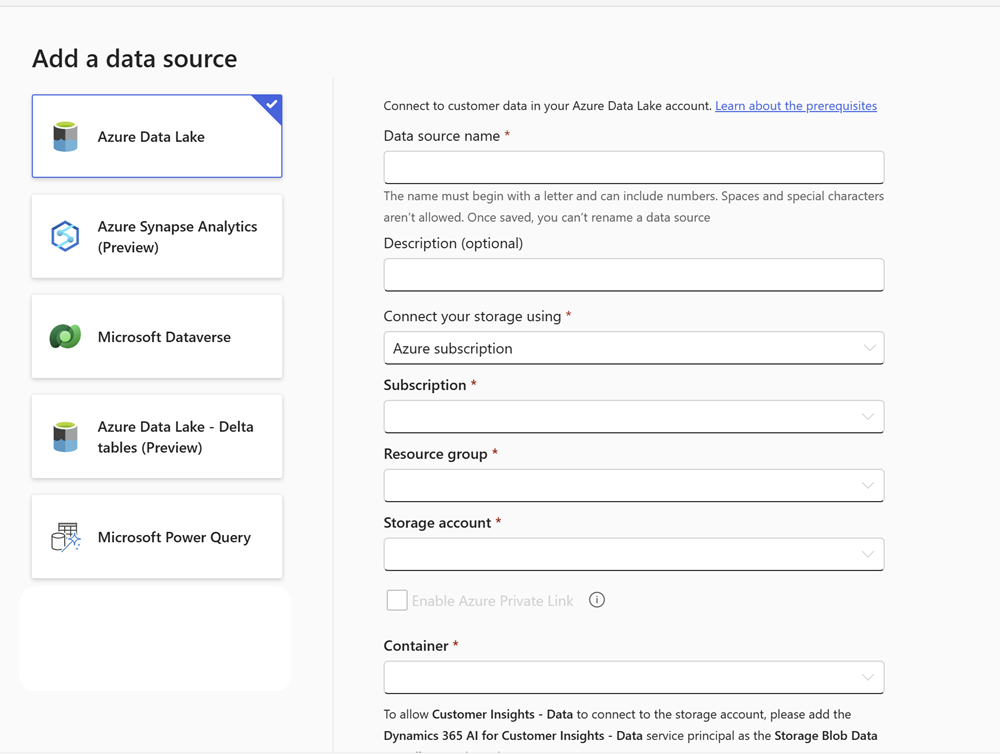 Add a data source
Azure Data Lake
Azure Synapse Analytics
(Preview)
Microsoft Dataverse
Azure Data Lake - Delta
tables (Preview)
Microsoft Power Query
Connect to customer data in your Azure Data Lake account. Learn about the prerequisites
Data source name *
The name must begin with a letter and can include numbers. Spaces and special characters
aren’t allowed. Once saved, you can’t rename a data source
Description (optional)
Connect your storage using *
Azure subscription
Subscription *
Resource group *
Storage account *
Enable Azure Private Link
Container *
To allow Customer Insights - Data to connect to the storage account, please add the
Dynamics 365 AI for Customer Insights - Data service principal as the Storage Blob Data